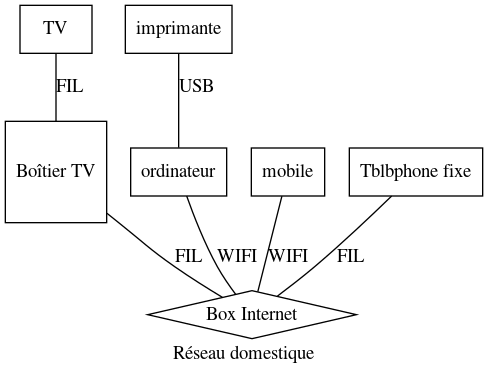 TV
imprimante
FIL
USB
Boîtier TV
ordinateur
mobile
Tblbphone fixe
FIL
WIFI
WIFI
FIL
Box Internet
Réseau domestique